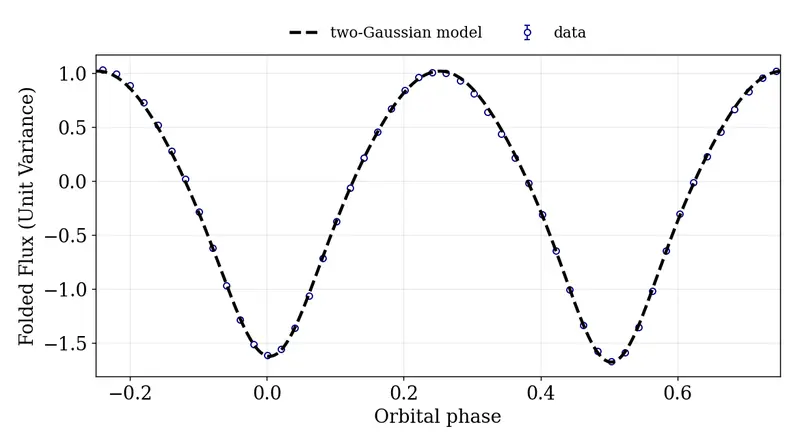 two-Gaussian model data
1.0
0.5
0.0
−0.5
−1.0
−1.5
Folded Flux (Unit Variance)
−0.2 0.0 0.2 0.4 0.6
Orbital phase